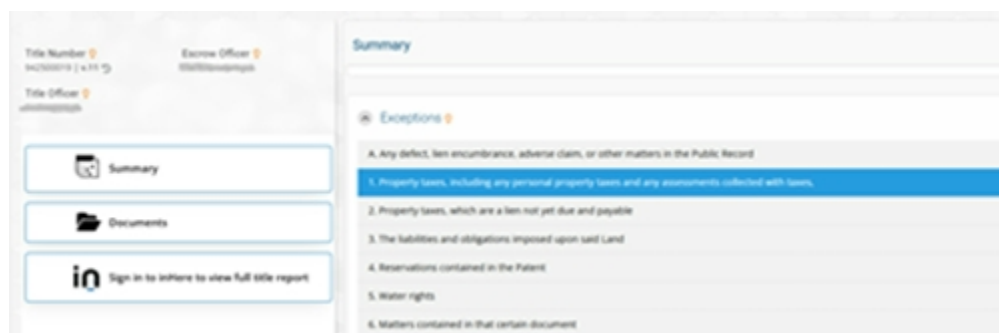 Title Number
Escrow Officer
Title Officer
Summary
Documents
Sign in to inHere to view full title report
Summary
Exceptions
A. Any defect, lien encumbrance, adverse claim, or other matters in the Public Record
1. Property taxes, including any personal property taxes and any assessments collected with taxes,
2. Property taxes, which are a lien not yet due and payable
3. The liabilities and obligations imposed upon said Land
4. Reservations contained in the Patent
5. Water rights
6. Matters contained in that certain document